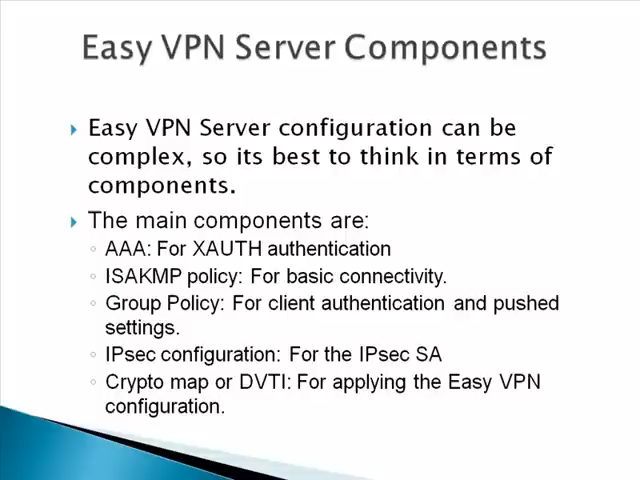 Easy VPN Server Components
Easy VPN Server configuration can be
complex, so its best to think in terms of
components.
The main components are:
AAA: For XAUTH authentication
ISAKMP policy: For basic connectivity.
Group Policy: For client authentication and pushed
settings.
IPsec configuration: For the IPsec SA
Crypto map or DVTI: For applying the Easy VPN
configuration.